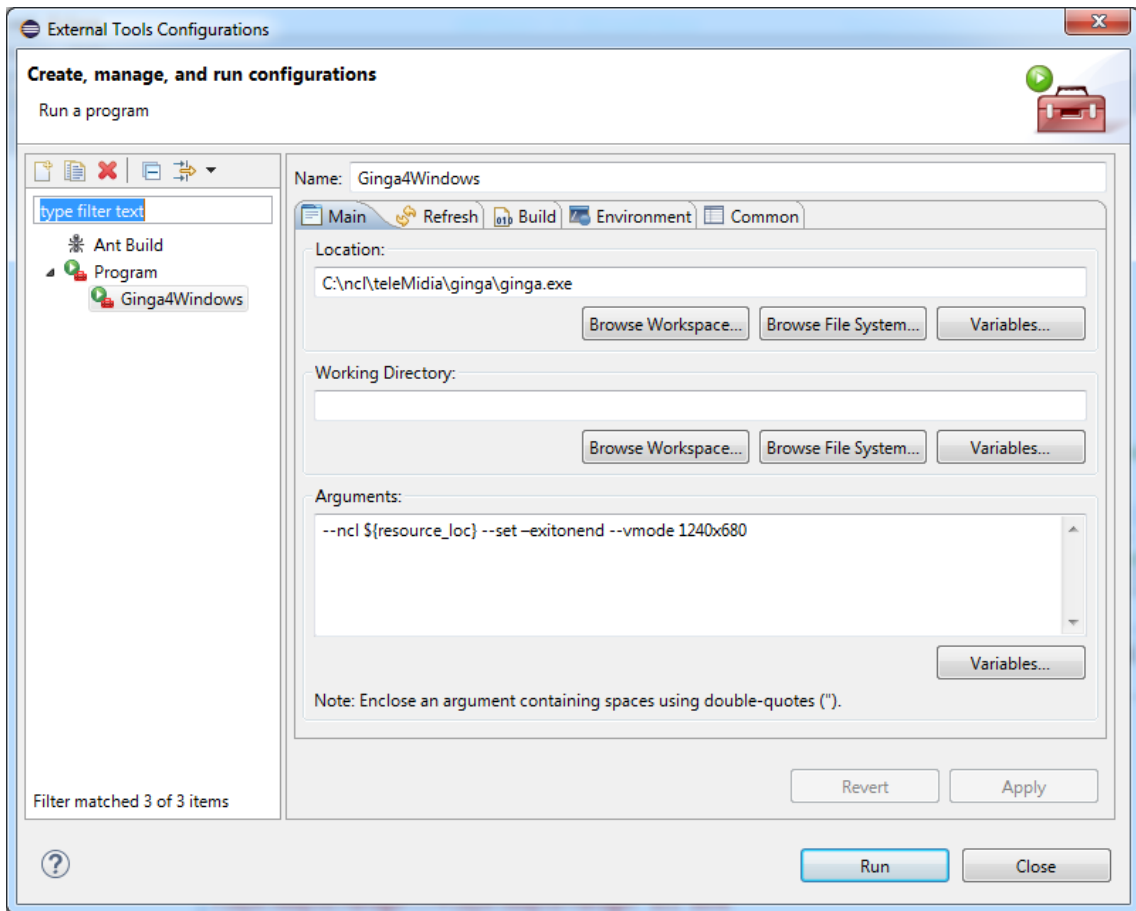 External Tools Configurations
Create, manage, and run configurations
Run a program
type filter text
Ant Build
Program
Ginga4Windows
Filter matched 3 of 3 items
Name: Ginga4Windows
Main Refresh Build Environment Common
Location:
C:\ncl\teleMidia\ginga\ginga.exe
Browse Workspace... Browse File System... Variables...
Working Directory:
Browse Workspace... Browse File System... Variables...
Arguments:
--ncl ${resource_loc} --set –exitonend --vmode 1240x680
Variables...
Note: Enclose an argument containing spaces using double-quotes (").
Revert Apply
Run Close